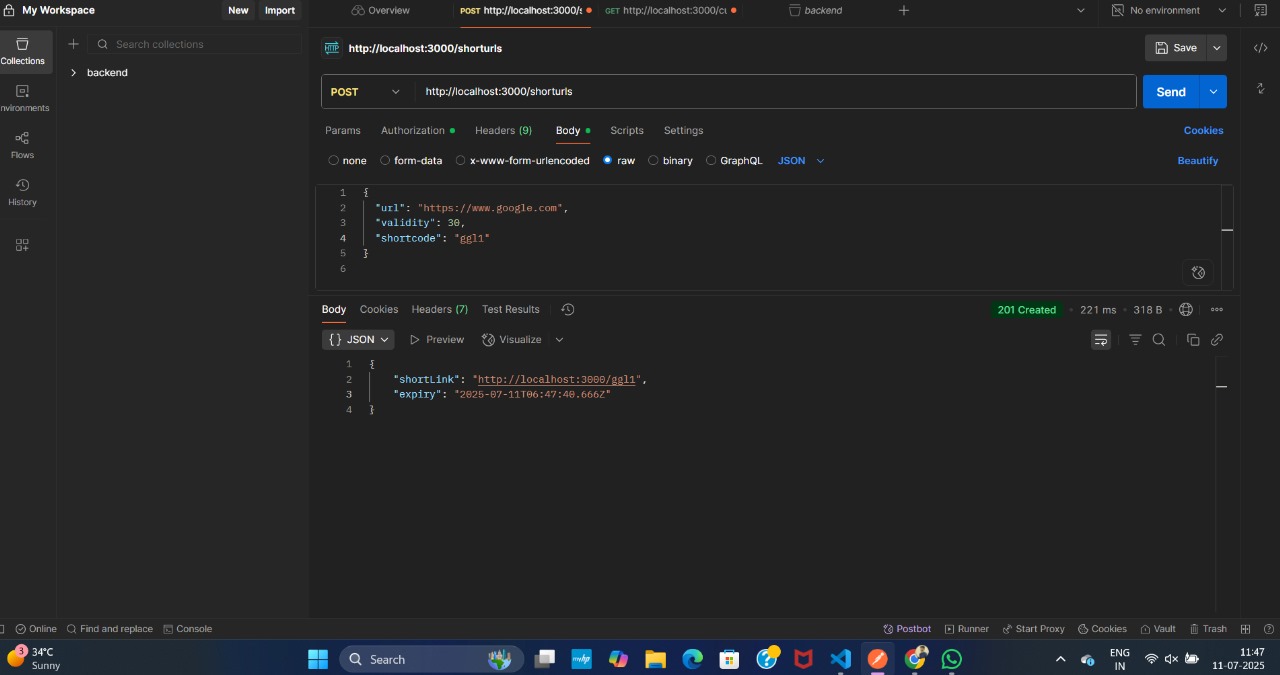 My Workspace
New
Import
Overview
POST http://localhost:3000/s
GET http://localhost:3000/cu
backend
No environment
Collections
Search collections
backend
nvironments
Flows
History
HTTP
http://localhost:3000/shorturls
Save
POST
http://localhost:3000/shorturls
Send
Params
Authorization
Headers (9)
Body
Scripts
Settings
Cookies
none
form-data
x-www-form-urlencoded
raw
binary
GraphQL
JSON
Beautify
1 {
2 "url": "https://www.google.com",
3 "validity": 30,
4 "shortcode": "ggl1"
5 }
6
Body
Cookies
Headers (7)
Test Results
201 Created
221 ms
318 B
{} JSON
Preview
Visualize
1 {
2 "shortLink": "http://localhost:3000/ggl1",
3 "expiry": "2025-07-11T06:47:40.666Z"
4 }
Online
Find and replace
Console
Postbot
Runner
Start Proxy
Cookies
Vault
Trash
3
34°C
Sunny
Search
myhp
ENG
IN
11:47
11-07-2025